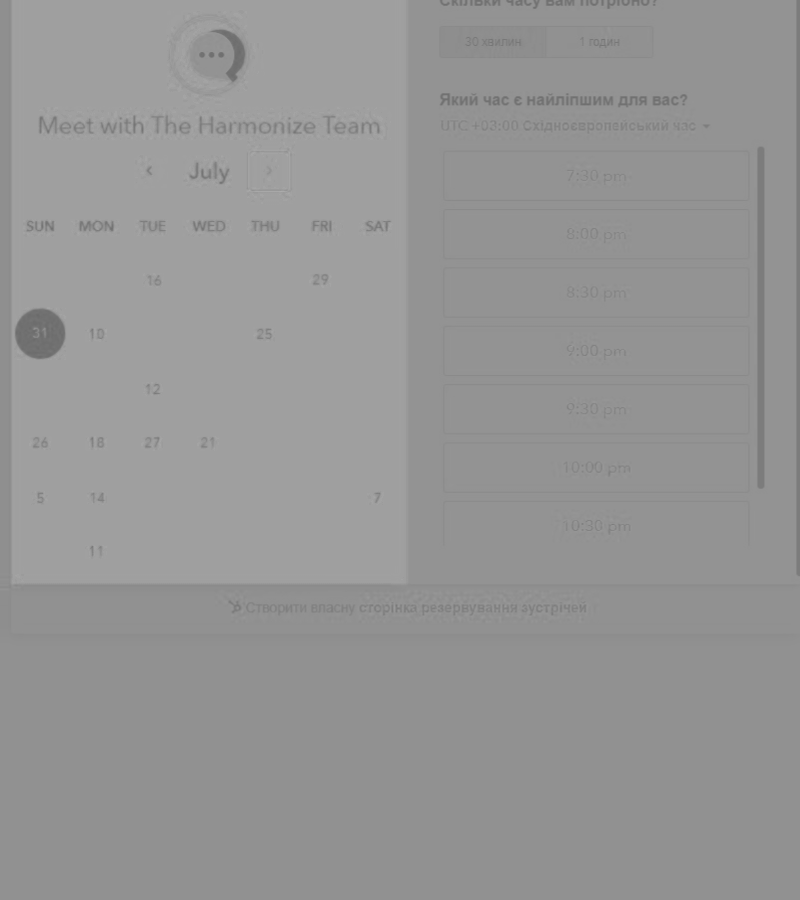 Meet with The Harmonize Team
July
SUN MON TUE WED THU FRI SAT
16 29
31 10 25
12
26 18 27 21
5 14 7
11
Скільки часу вам потрібно?
30 хвилин 1 годин
Який час є найліпшим для вас?
UTC +03:00 Східноєвропейський час
7:30 pm
8:00 pm
8:30 pm
9:00 pm
9:30 pm
10:00 pm
10:30 pm
Створити власну сторінка резервування зустрічей